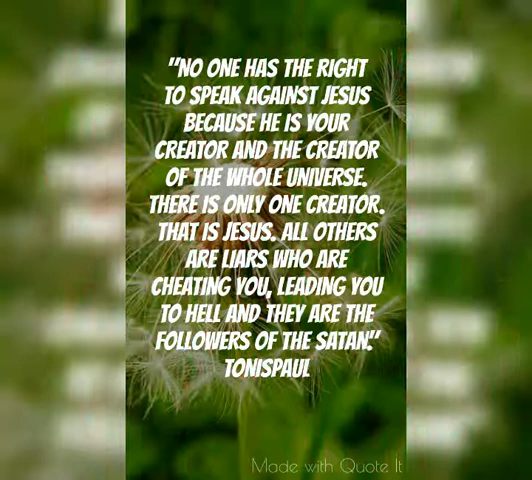 "NO ONE HAS THE RIGHT
TO SPEAK AGAINST JESUS
BECAUSE HE IS YOUR
CREATOR AND THE CREATOR
OF THE WHOLE UNIVERSE.
THERE IS ONLY ONE CREATOR.
THAT IS JESUS. ALL OTHERS
ARE LIARS WHO ARE
CHEATING YOU, LEADING YOU
TO HELL AND THEY ARE THE
FOLLOWERS OF THE SATAN."
TONISPAUL
Made with Quote It